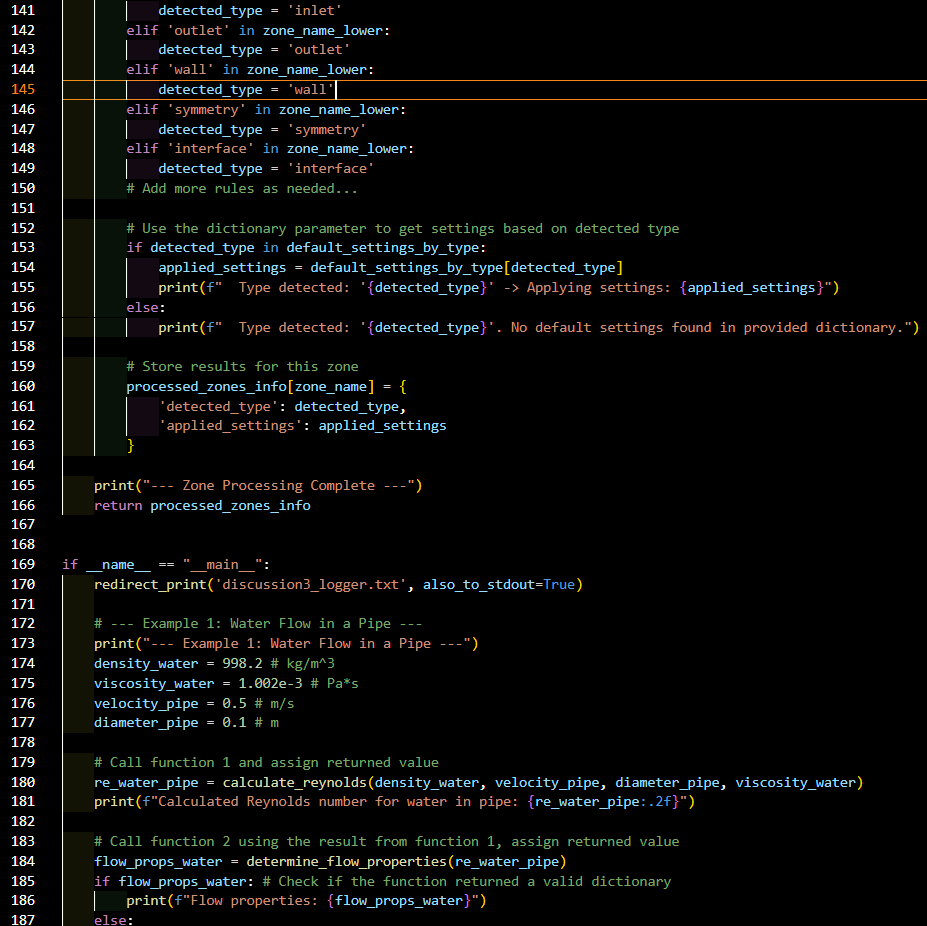 141 detected_type = 'inlet'
142 elif 'outlet' in zone_name_lower:
143 detected_type = 'outlet'
144 elif 'wall' in zone_name_lower:
145 detected_type = 'wall'
146 elif 'symmetry' in zone_name_lower:
147 detected_type = 'symmetry'
148 elif 'interface' in zone_name_lower:
149 detected_type = 'interface'
150 # Add more rules as needed...
151
152 # Use the dictionary parameter to get settings based on detected type
153 if detected_type in default_settings_by_type:
154 applied_settings = default_settings_by_type[detected_type]
155 print(f"  Type detected: '{detected_type}' -> Applying settings: {applied_settings}")
156 else:
157 print(f"  Type detected: '{detected_type}'. No default settings found in provided dictionary.")
158
159 # Store results for this zone
160 processed_zones_info[zone_name] = {
161 'detected_type': detected_type,
162 'applied_settings': applied_settings
163 }
164
165 print("--- Zone Processing Complete ---")
166 return processed_zones_info
167
168
169 if __name__ == "__main__":
170 redirect_print('discussion3_logger.txt', also_to_stdout=True)
171
172 # --- Example 1: Water Flow in a Pipe ---
173 print("--- Example 1: Water Flow in a Pipe ---")
174 density_water = 998.2 # kg/m^3
175 viscosity_water = 1.002e-3 # Pa*s
176 velocity_pipe = 0.5 # m/s
177 diameter_pipe = 0.1 # m
178
179 # Call function 1 and assign returned value
180 re_water_pipe = calculate_reynolds(density_water, velocity_pipe, diameter_pipe, viscosity_water)
181 print(f"Calculated Reynolds number for water in pipe: {re_water_pipe:.2f}")
182
183 # Call function 2 using the result from function 1, assign returned value
184 flow_props_water = determine_flow_properties(re_water_pipe)
185 if flow_props_water: # Check if the function returned a valid dictionary
186 print(f"Flow properties: {flow_props_water}")
187 else: